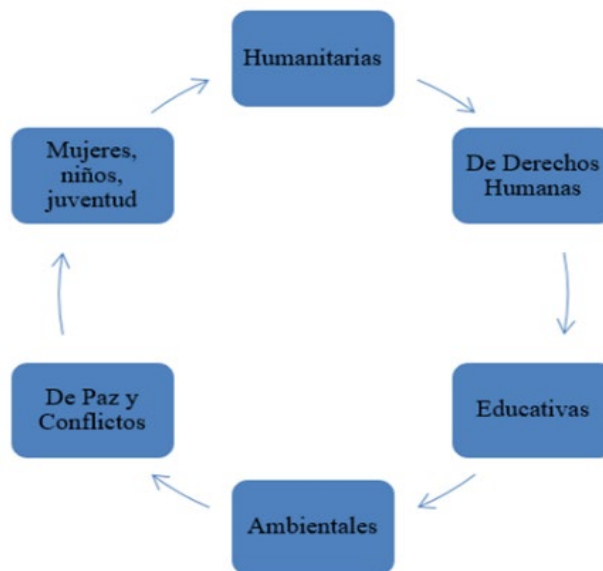 Humanitarias
De Derechos
Humanas
Educativas
Ambientales
De Paz y
Conflictos
Mujeres,
niños,
juventud